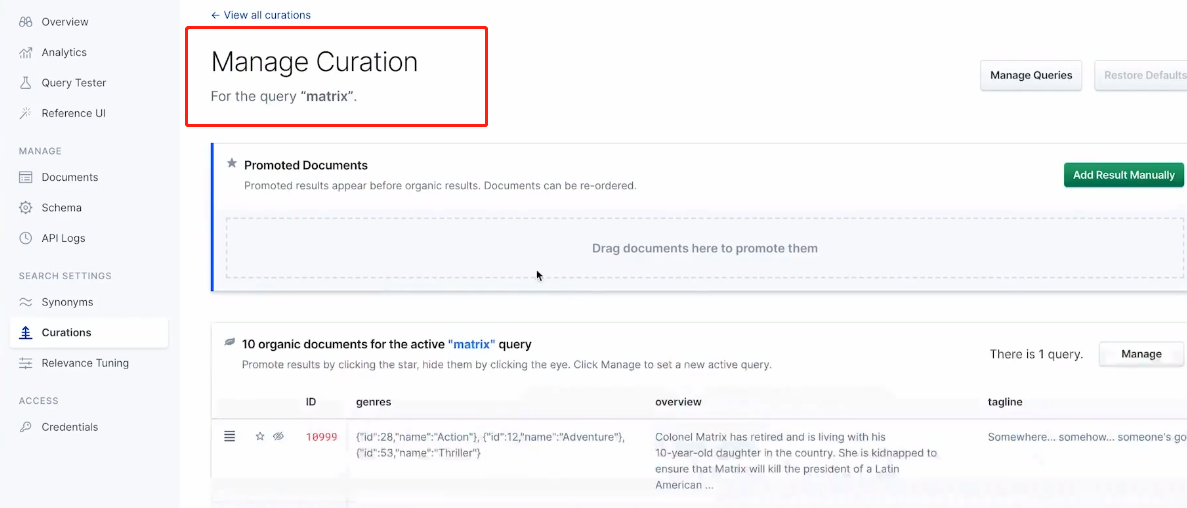 Overview
Analytics
Query Tester
Reference UI
MANAGE
Documents
Schema
API Logs
SEARCH SETTINGS
Synonyms
Curations
Relevance Tuning
ACCESS
Credentials
← View all curations
Manage Curation
For the query “matrix”.
Manage Queries
Restore Defaults
Promoted Documents
Promoted results appear before organic results. Documents can be re-ordered.
Add Result Manually
Drag documents here to promote them
10 organic documents for the active "matrix" query
Promote results by clicking the star, hide them by clicking the eye. Click Manage to set a new active query.
There is 1 query.
Manage
ID genres overview tagline
10999
{"id":28,"name":"Action"}, {"id":12,"name":"Adventure"},
{"id":53,"name":"Thriller"}
Colonel Matrix has retired and is living with his
10-year-old daughter in the country. She is kidnapped to
ensure that Matrix will kill the president of a Latin
American ...
Somewhere... somehow... someone's go